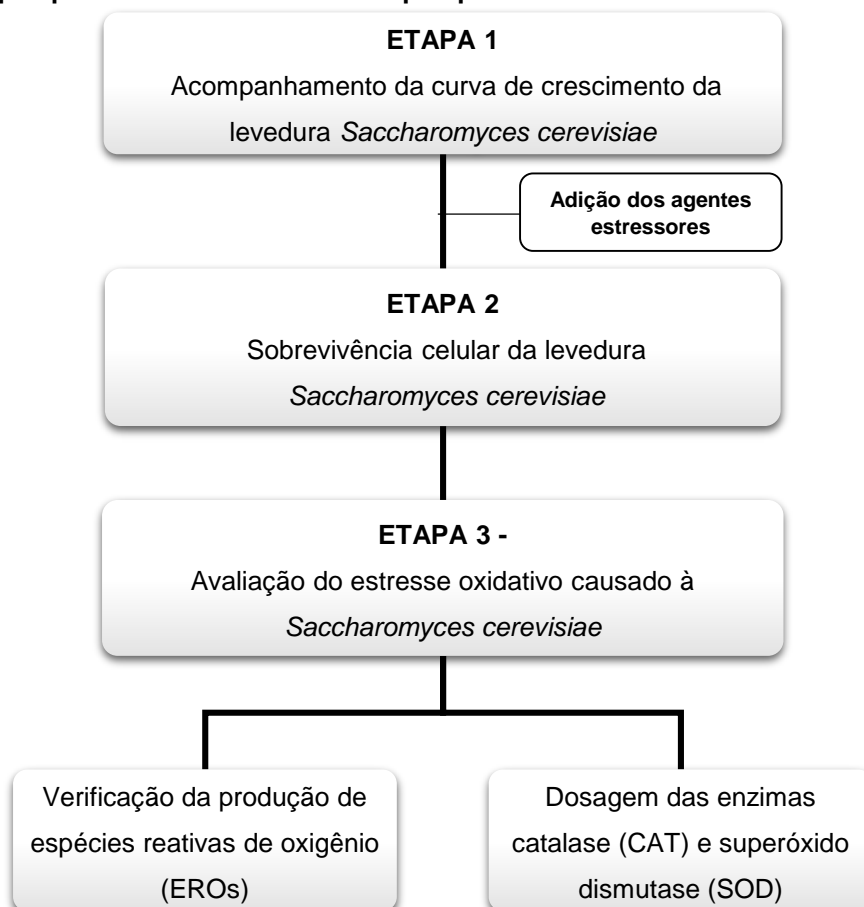 ETAPA 1
Acompanhamento da curva de crescimento da
levedura Saccharomyces cerevisiae
Adição dos agentes
estressores
ETAPA 2
Sobrevivência celular da levedura
Saccharomyces cerevisiae
ETAPA 3 -
Avaliação do estresse oxidativo causado à
Saccharomyces cerevisiae
Verificação da produção de
espécies reativas de oxigênio
(EROs)
Dosagem das enzimas
catalase (CAT) e superóxido
dismutase (SOD)